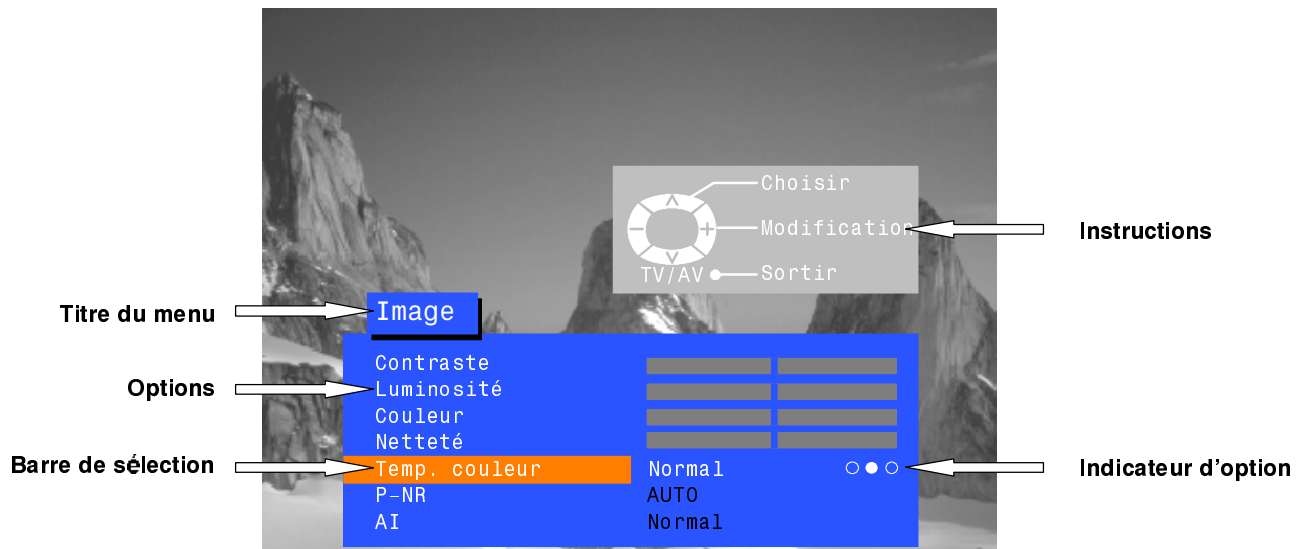 Choisir
Modification
Instructions
TV/AV Sortir
Titre du menu
Image
Contraste
Options
Luminosité
Couleur
Netteté
Barre de sélection
Temp. couleur Normal
Indicateur d'option
P-NR AUTO
AI Normal